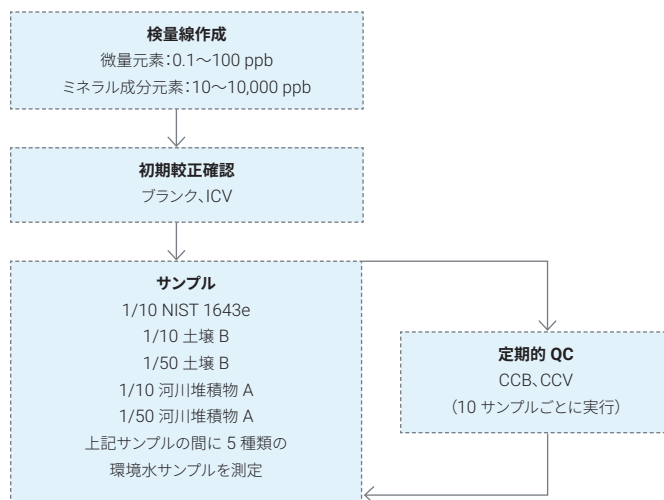 検量線作成
微量元素：0.1～100 ppb
ミネラル成分元素：10～10,000 ppb
初期較正確認
ブランク、ICV
サンプル
1/10 NIST 1643e
1/10 土壌 B
1/50 土壌 B
1/10 河川堆積物 A
1/50 河川堆積物 A
上記サンプルの間に 5 種類の
環境水サンプルを測定
定期的 QC
CCB、CCV
（10 サンプルごとに実行）